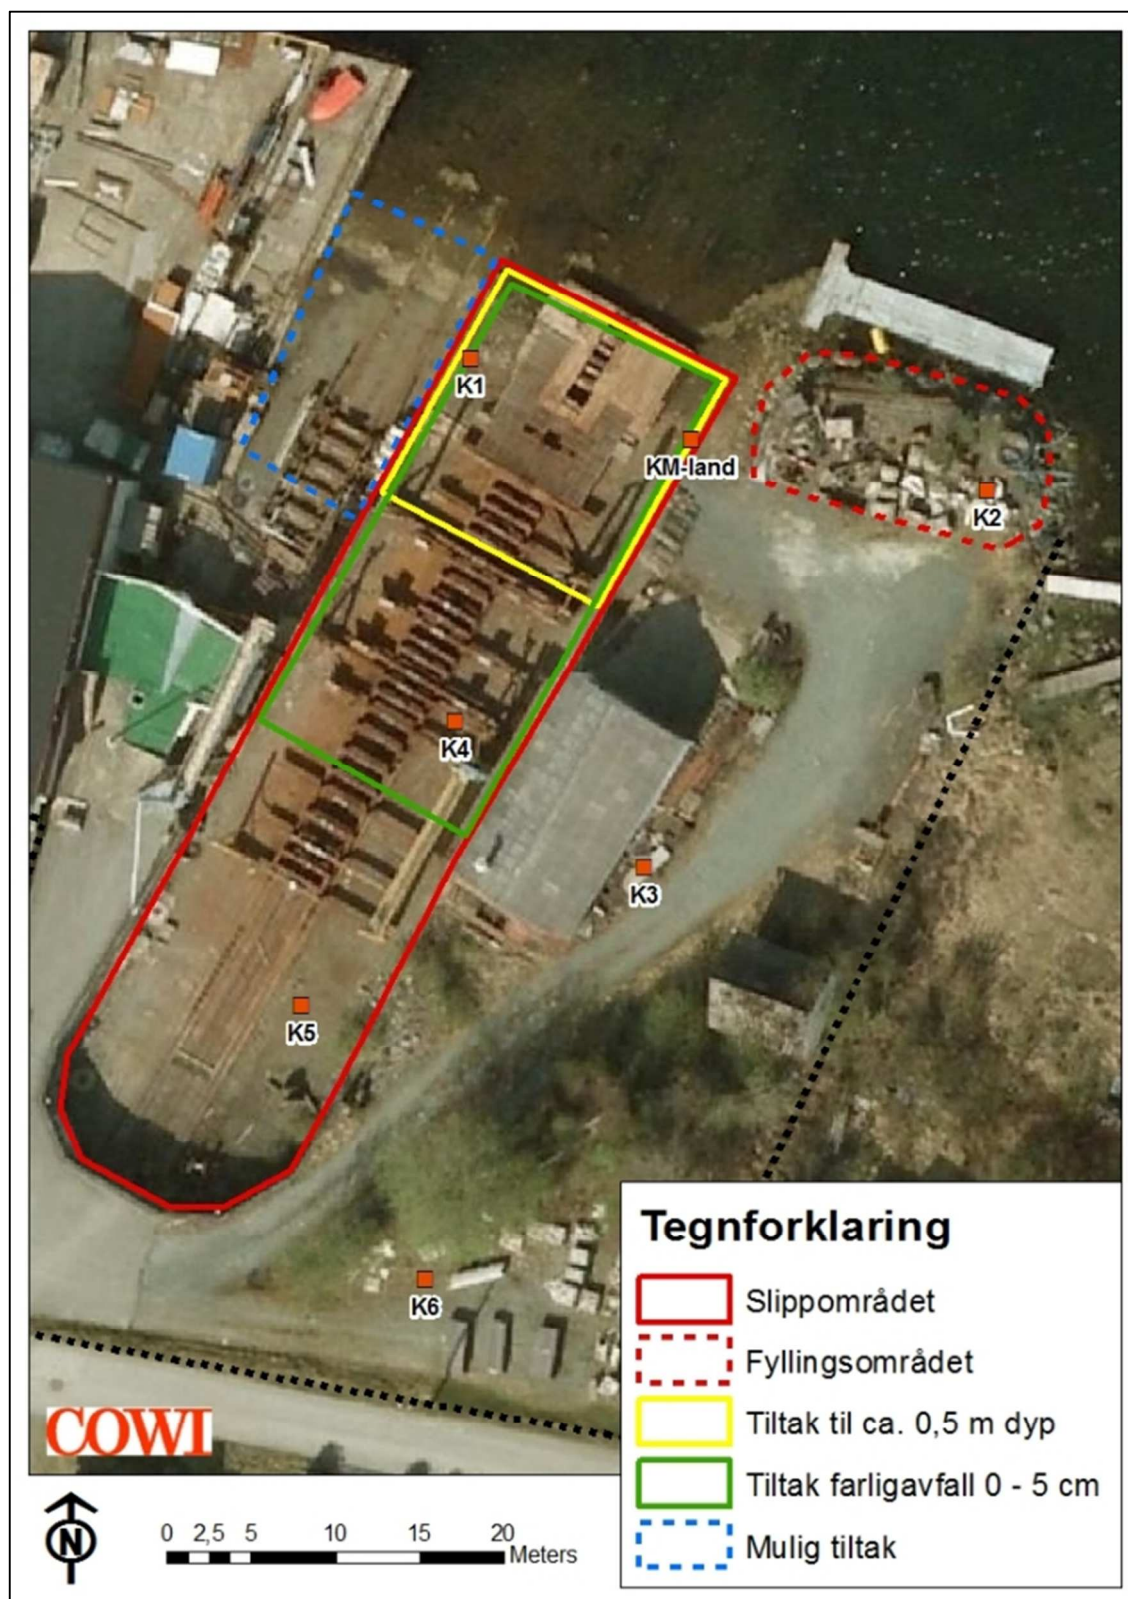 K1
KM-land
K2
K4
K3
K5
K6
Tegnforklaring
Slippområdet
Fyllingsområdet
Tiltak til ca. 0,5 m dyp
Tiltak farligavfall 0 - 5 cm
Mulig tiltak
COWI
N
0 2,5 5 10 15 20
Meters